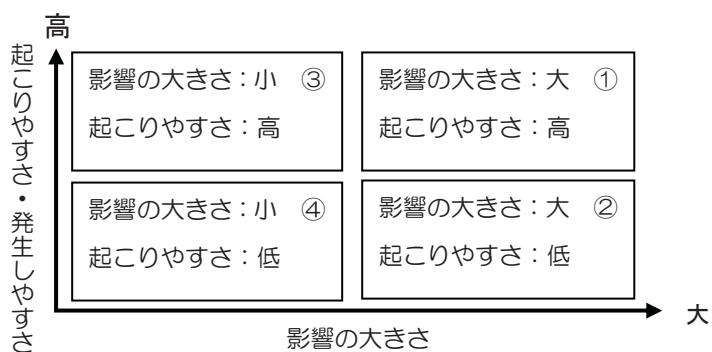 高
起こりやすさ・発生しやすさ
影響の大きさ：小　③
起こりやすさ：高
影響の大きさ：大　①
起こりやすさ：高
影響の大きさ：小　④
起こりやすさ：低
影響の大きさ：大　②
起こりやすさ：低
大
影響の大きさ